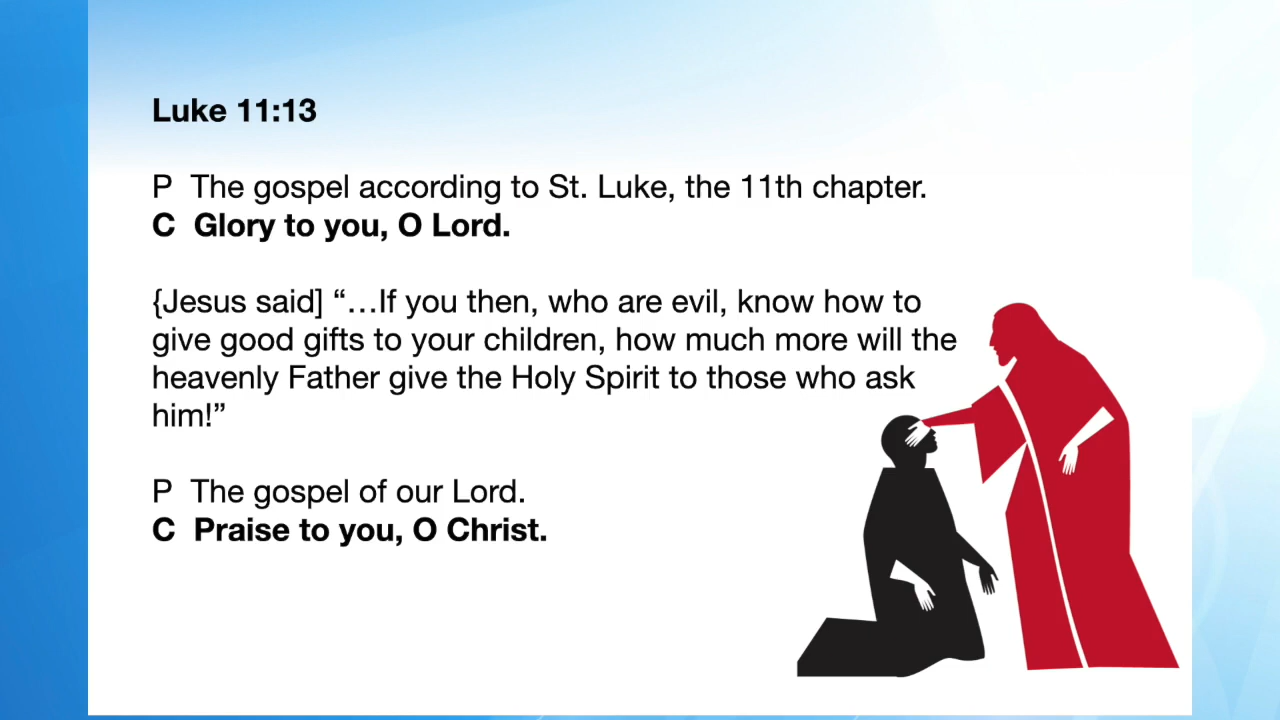 Luke 11:13
P The gospel according to St. Luke, the 11th chapter.
C Glory to you, O Lord.
{Jesus said] “…If you then, who are evil, know how to
give good gifts to your children, how much more will the
heavenly Father give the Holy Spirit to those who ask
him!”
P The gospel of our Lord.
C Praise to you, O Christ.